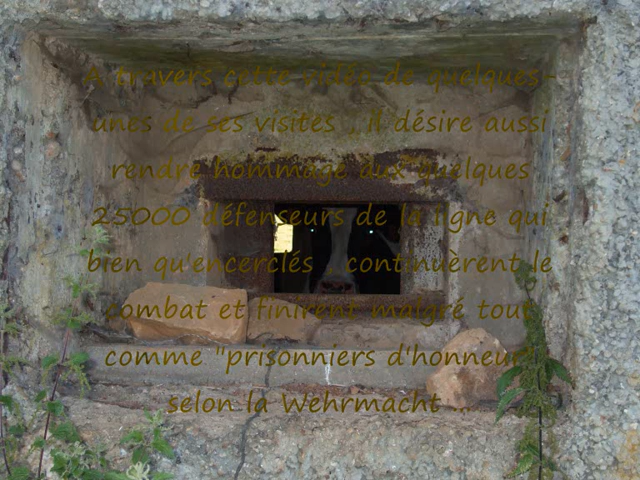 A travers cette vidéo de quelques-
unes de ses visites , il désire aussi
rendre hommage aux quelques
25000 défenseurs de la ligne qui
bien qu'encerclés , continuèrent le
combat et finirent malgré tout
comme "prisonniers d'honneur"
selon la Wehrmacht ...